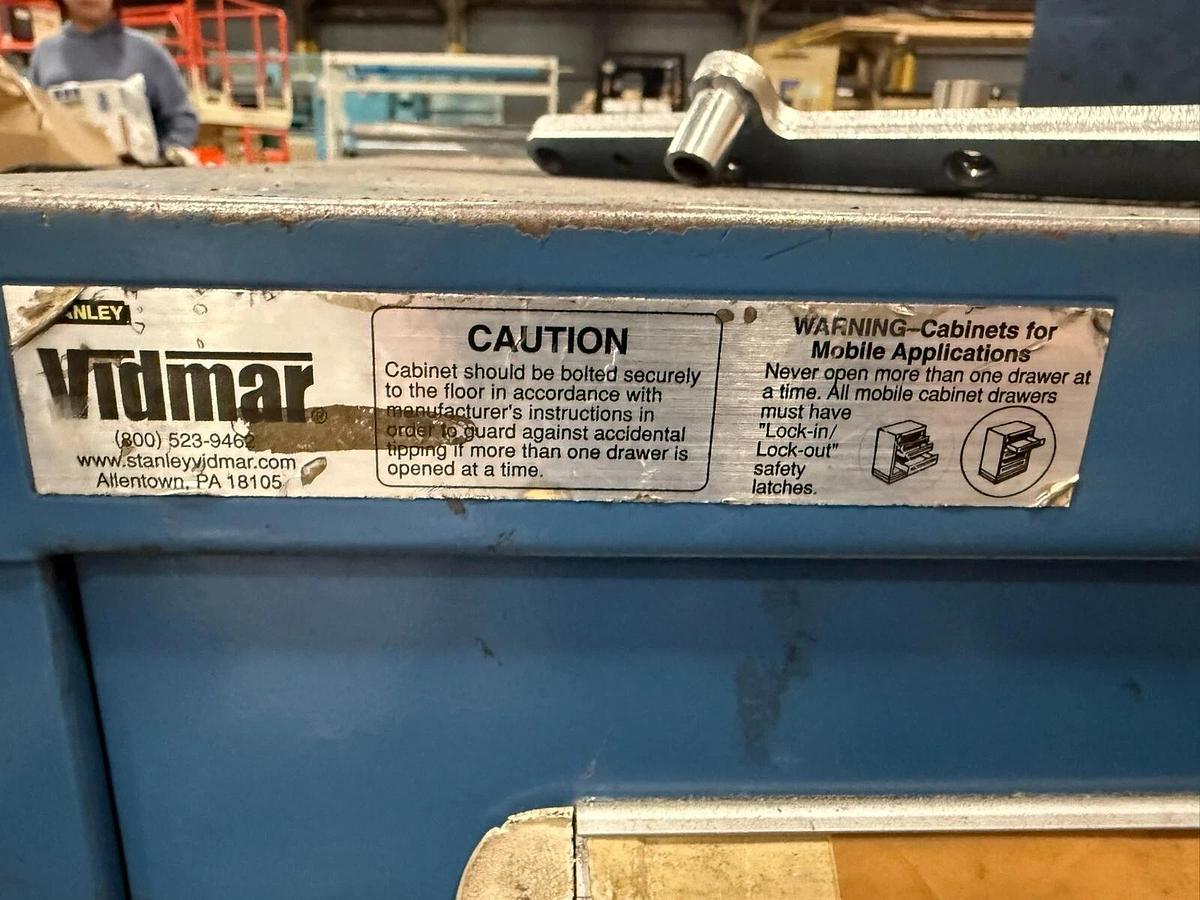 ANLEY
Vidmar®
(800) 523-9462
www.stanleyvidmar.com
Allentown, PA 18105
CAUTION
Cabinet should be bolted securely
to the floor in accordance with
manufacturer's instructions in
order to guard against accidental
tipping if more than one drawer is
opened at a time.
WARNING–Cabinets for
Mobile Applications
Never open more than one drawer at
a time. All mobile cabinet drawers
must have
"Lock-in/
Lock-out"
safety
latches.